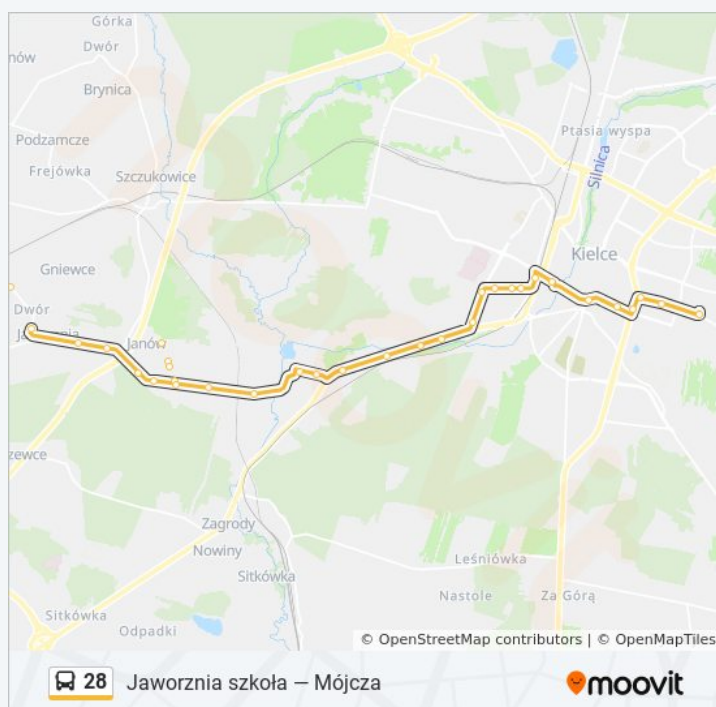 Górka
Dwór
nów
Brynica
Podzamcze
Frejówka
Szczukowice
Ptasia wyspa
Silnica
Kielce
Gniewce
Dwór
Janów
zewce
Zagrody
Nowiny
Sitkówka
Leśniówka
Nastole
Za Górą
Sitkówka
Odpadki
© OpenStreetMap contributors | © OpenMapTiles
28 Jaworznia szkoła — Mójcza
moovit